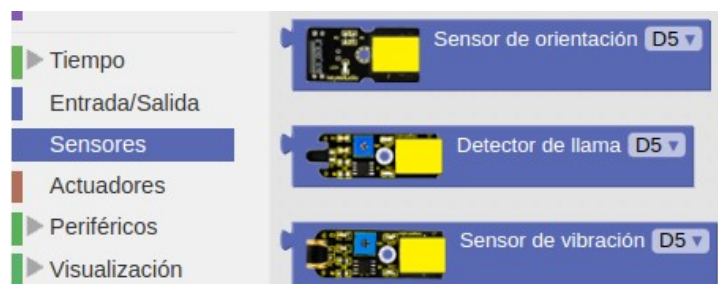 Tiempo
Entrada/Salida
Sensores
Actuadores
Periféricos
Visualización
Sensor de orientación D5
Detector de llama D5
Sensor de vibración D5